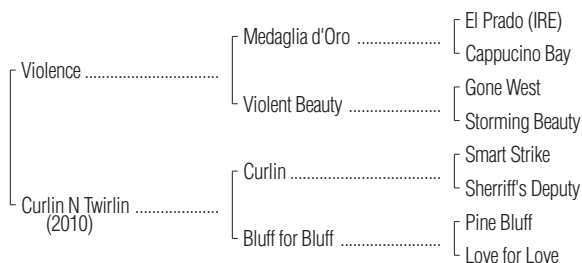 El Prado (IRE)
Medaglia d'Oro
Cappucino Bay
Violence
Gone West
Violent Beauty
Storming Beauty
Smart Strike
Curlin
Sherriff's Deputy
Curlin N Twirlin
(2010)
Pine Bluff
Bluff for Bluff
Love for Love